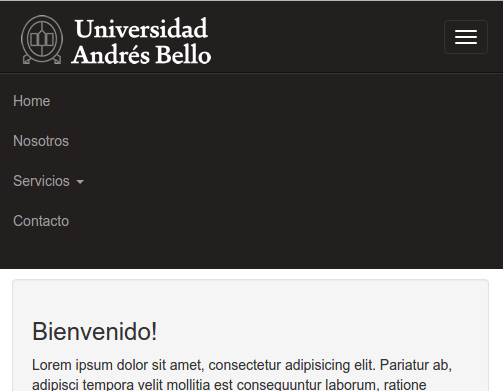 Universidad
Andrés Bello
Home
Nosotros
Servicios
Contacto
Bienvenido!
Lorem ipsum dolor sit amet, consectetur adipisicing elit. Pariatur ab,
adipisci tempora velit mollitia est consequuntur laborum, ratione